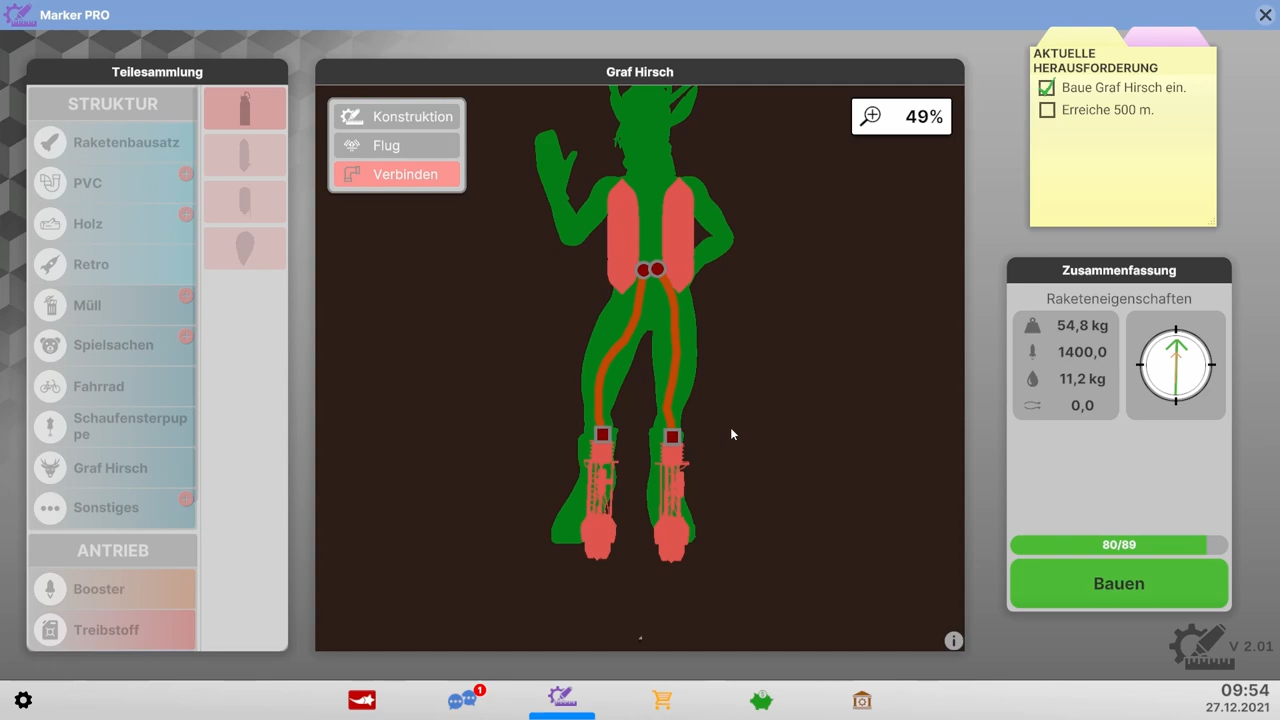 Marker PRO
Teilesammlung
STRUKTUR
Raketenbausatz
PVC
Holz
Retro
Müll
Spielsachen
Fahrrad
Schaufensterpup
pe
Graf Hirsch
Sonstiges
ANTRIEB
Booster
Treibstoff
Graf Hirsch
Konstruktion
Flug
Verbinden
49%
AKTUELLE
HERAUSFORDERUNG
Baue Graf Hirsch ein.
Erreiche 500 m.
Zusammenfassung
Raketeneigenschaften
54,8 kg
1400,0
11,2 kg
0,0
80/89
Bauen
V 2.01
1
09:54
27.12.2021